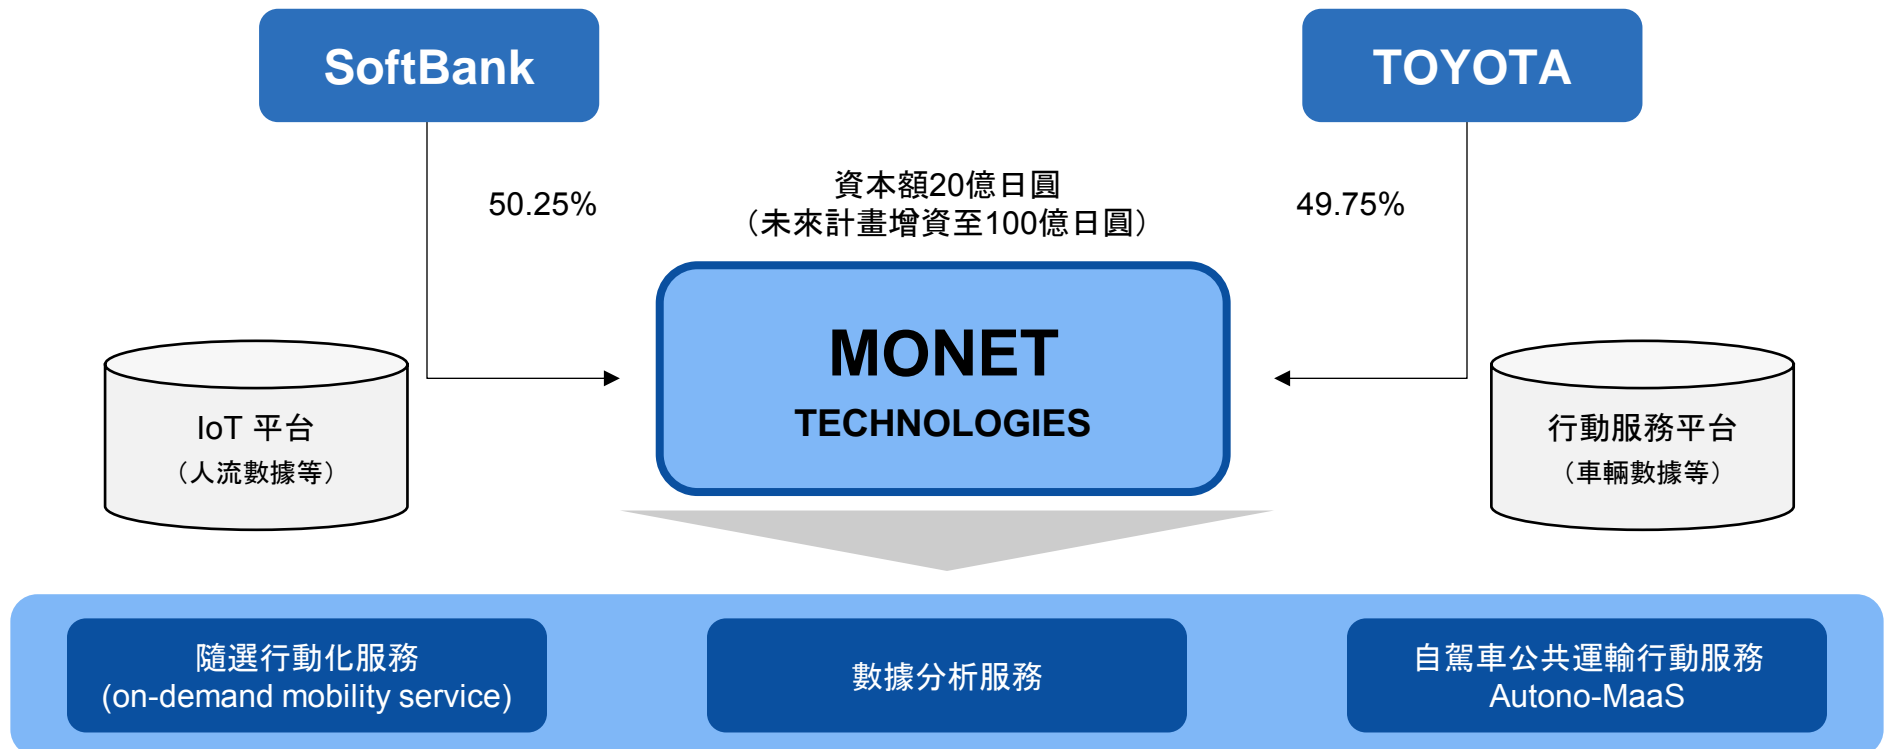 SoftBank
TOYOTA
50.25%
資本額20億日圓
（未來計畫增資至100億日圓）
49.75%
MONET
TECHNOLOGIES
IoT 平台
（人流數據等）
行動服務平台
（車輛數據等）
隨選行動化服務
(on-demand mobility service)
數據分析服務
自駕車公共運輸行動服務
Autono-MaaS